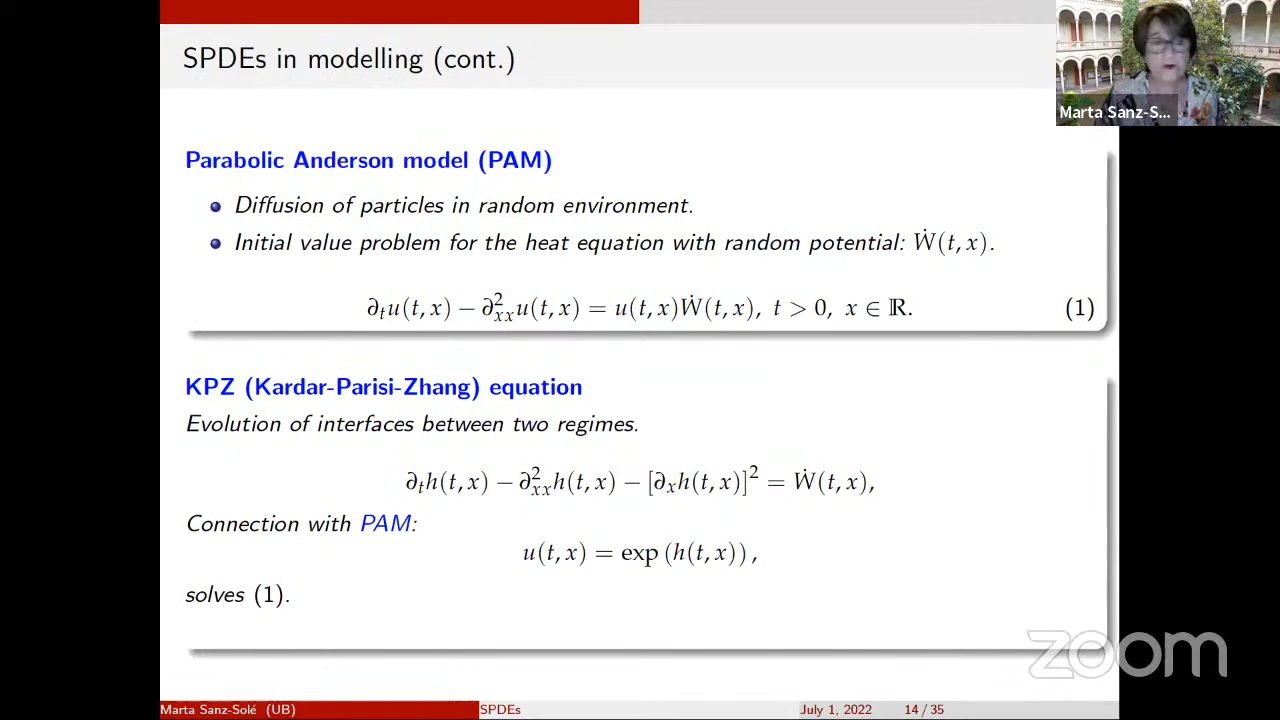 SPDEs in modelling (cont.)
Marta Sanz-S...
Parabolic Anderson model (PAM)
Diffusion of particles in random environment.
Initial value problem for the heat equation with random potential: Ẇ(t, x).
∂ₜu(t, x) − ∂²ₓₓu(t, x) = u(t, x)Ẇ(t, x), t > 0, x ∈ ℝ. (1)
KPZ (Kardar-Parisi-Zhang) equation
Evolution of interfaces between two regimes.
∂ₜh(t, x) − ∂²ₓₓh(t, x) − [∂ₓh(t, x)]² = Ẇ(t, x),
Connection with PAM:
u(t, x) = exp (h(t, x)),
solves (1).
zoom
Marta Sanz-Solé (UB) SPDEs July 1, 2022 14 / 35